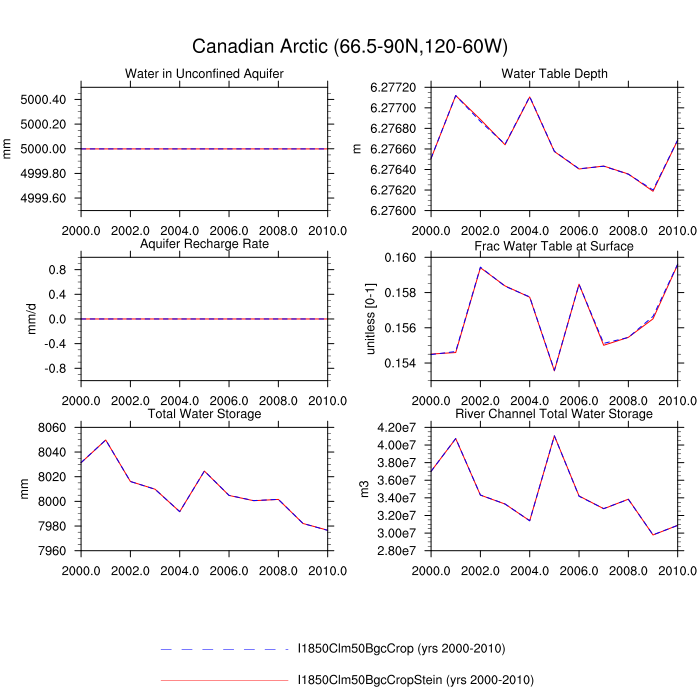 Canadian Arctic (66.5-90N,120-60W)
Water in Unconfined Aquifer
5000.40
5000.20
5000.00
4999.80
4999.60
mm
2000.0 2002.0 2004.0 2006.0 2008.0 2010.0
Water Table Depth
6.27720
6.27700
6.27680
6.27660
6.27640
6.27620
6.27600
m
2000.0 2002.0 2004.0 2006.0 2008.0 2010.0
Aquifer Recharge Rate
0.8
0.4
0.0
-0.4
-0.8
mm/d
2000.0 2002.0 2004.0 2006.0 2008.0 2010.0
Frac Water Table at Surface
0.160
0.158
0.156
0.154
unitless [0-1]
2000.0 2002.0 2004.0 2006.0 2008.0 2010.0
Total Water Storage
8060
8040
8020
8000
7980
7960
mm
2000.0 2002.0 2004.0 2006.0 2008.0 2010.0
River Channel Total Water Storage
4.20e7
4.00e7
3.80e7
3.60e7
3.40e7
3.20e7
3.00e7
2.80e7
m3
2000.0 2002.0 2004.0 2006.0 2008.0 2010.0
I1850Clm50BgcCrop (yrs 2000-2010)
I1850Clm50BgcCropStein (yrs 2000-2010)